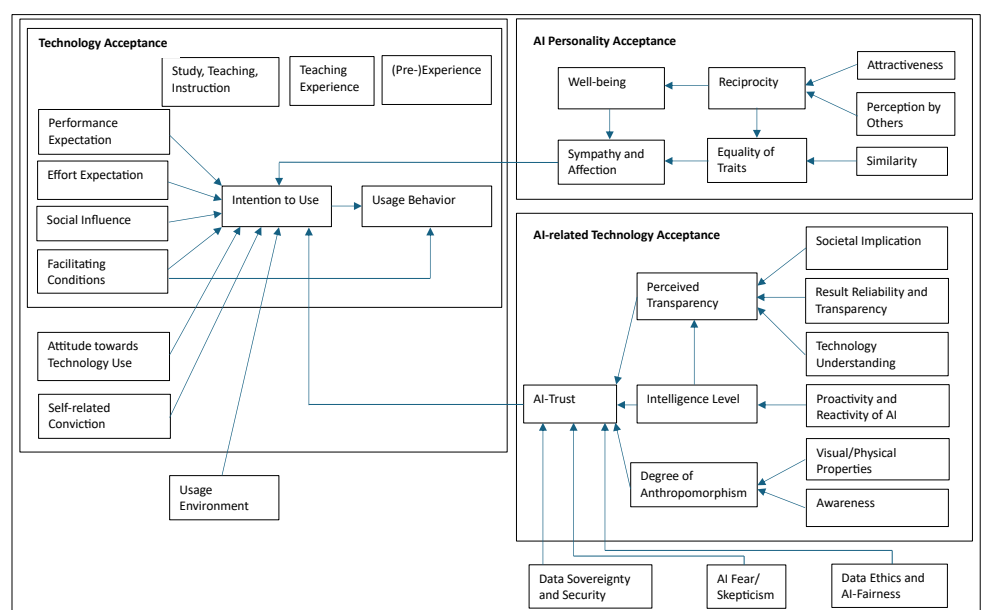 Technology Acceptance
Study, Teaching,
Instruction
Teaching
Experience
(Pre-)Experience
Performance
Expectation
Effort Expectation
Social Influence
Facilitating
Conditions
Intention to Use
Usage Behavior
Attitude towards
Technology Use
Self-related
Conviction
Usage
Environment
AI Personality Acceptance
Well-being
Reciprocity
Attractiveness
Perception by
Others
Sympathy and
Affection
Equality of
Traits
Similarity
AI-related Technology Acceptance
Societal Implication
Perceived
Transparency
Result Reliability and
Transparency
Technology
Understanding
AI-Trust
Intelligence Level
Proactivity and
Reactivity of AI
Degree of
Anthropomorphism
Visual/Physical
Properties
Awareness
Data Sovereignty
and Security
AI Fear/
Skepticism
Data Ethics and
AI-Fairness